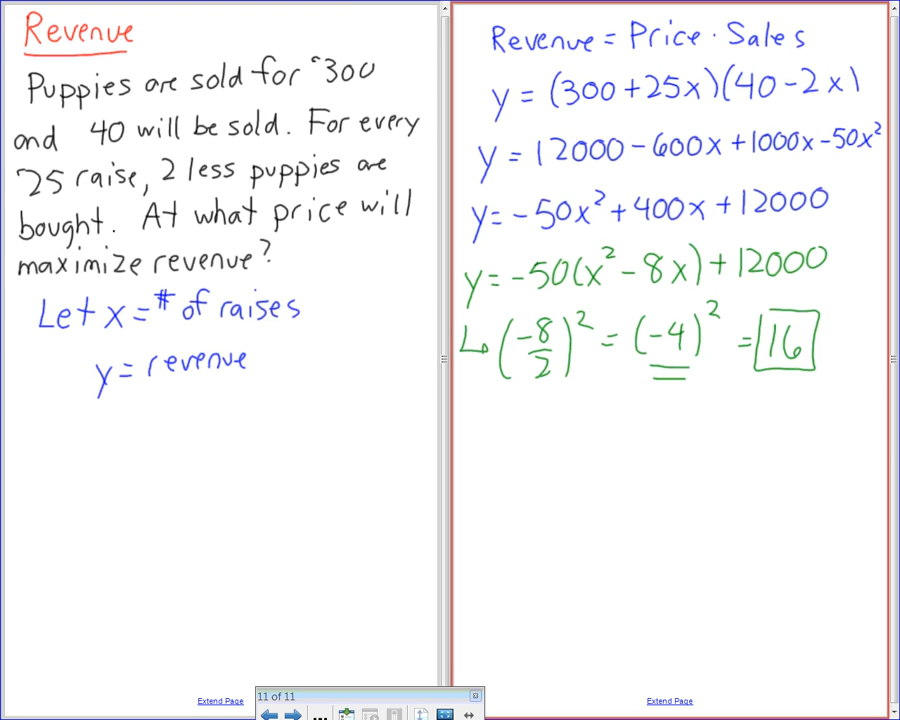 Revenue
Puppies are sold for $300
and 40 will be sold. For every
25 raise, 2 less puppies are
bought. At what price will
maximize revenue?
Let x = # of raises
y = revenue
Revenue = Price · Sales
y = (300 + 25x)(40 - 2x)
y = 12000 - 600x + 1000x - 50x²
y = -50x² + 400x + 12000
y = -50(x² - 8x) + 12000
↳ (-8/2)² = (-4)² = 16
Extend Page
Extend Page
11 of 11